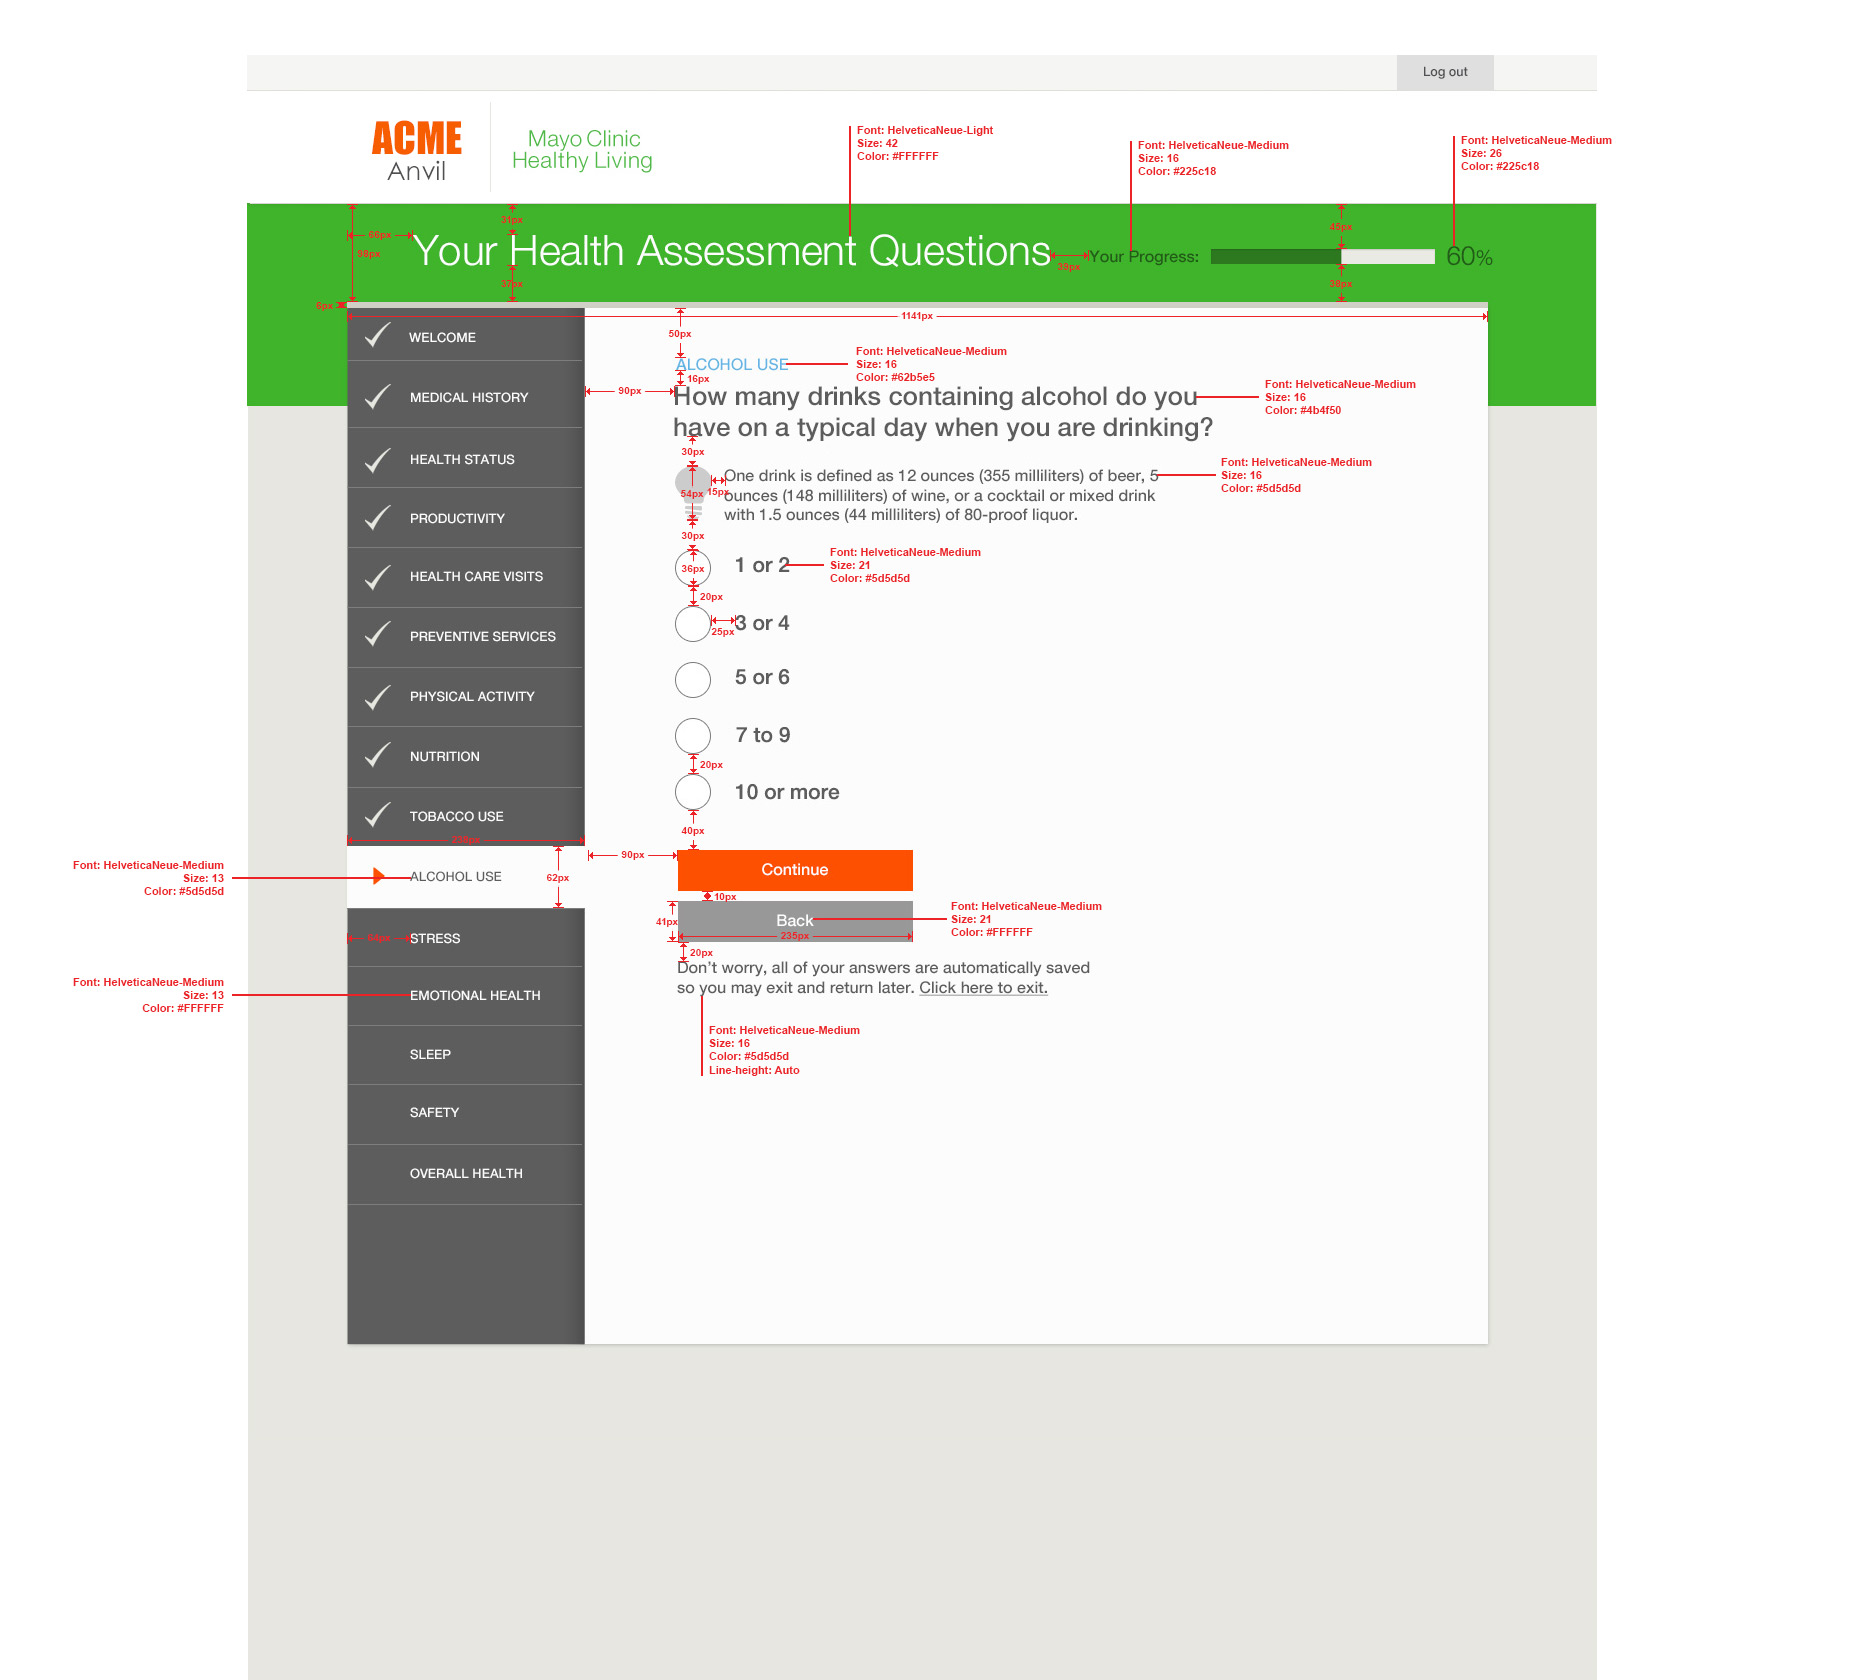 Log out
ACME
Anvil
Mayo Clinic
Healthy Living
Font: HelveticaNeue-Light
Size: 42
Color: #FFFFFF
Font: HelveticaNeue-Medium
Size: 16
Color: #225c18
Font: HelveticaNeue-Medium
Size: 26
Color: #225c18
31px
45px
66px
98px
Your Health Assessment Questions
39px
Your Progress:
60%
37px
38px
6px
1141px
WELCOME
MEDICAL HISTORY
HEALTH STATUS
PRODUCTIVITY
HEALTH CARE VISITS
PREVENTIVE SERVICES
PHYSICAL ACTIVITY
NUTRITION
TOBACCO USE
Font: HelveticaNeue-Medium
Size: 13
Color: #5d5d5d
ALCOHOL USE
62px
STRESS
Font: HelveticaNeue-Medium
Size: 13
Color: #FFFFFF
EMOTIONAL HEALTH
SLEEP
SAFETY
OVERALL HEALTH
50px
ALCOHOL USE
Font: HelveticaNeue-Medium
Size: 16
Color: #62b5e5
16px
90px
How many drinks containing alcohol do you
have on a typical day when you are drinking?
Font: HelveticaNeue-Medium
Size: 16
Color: #4b4f50
30px
54px
15px
One drink is defined as 12 ounces (355 milliliters) of beer, 5
ounces (148 milliliters) of wine, or a cocktail or mixed drink
with 1.5 ounces (44 milliliters) of 80-proof liquor.
Font: HelveticaNeue-Medium
Size: 16
Color: #5d5d5d
30px
36px
1 or 2
Font: HelveticaNeue-Medium
Size: 21
Color: #5d5d5d
20px
25px
3 or 4
5 or 6
7 to 9
20px
10 or more
40px
90px
Continue
10px
41px
Back
235px
Font: HelveticaNeue-Medium
Size: 21
Color: #FFFFFF
20px
Don't worry, all of your answers are automatically saved
so you may exit and return later. Click here to exit.
Font: HelveticaNeue-Medium
Size: 16
Color: #5d5d5d
Line-height: Auto